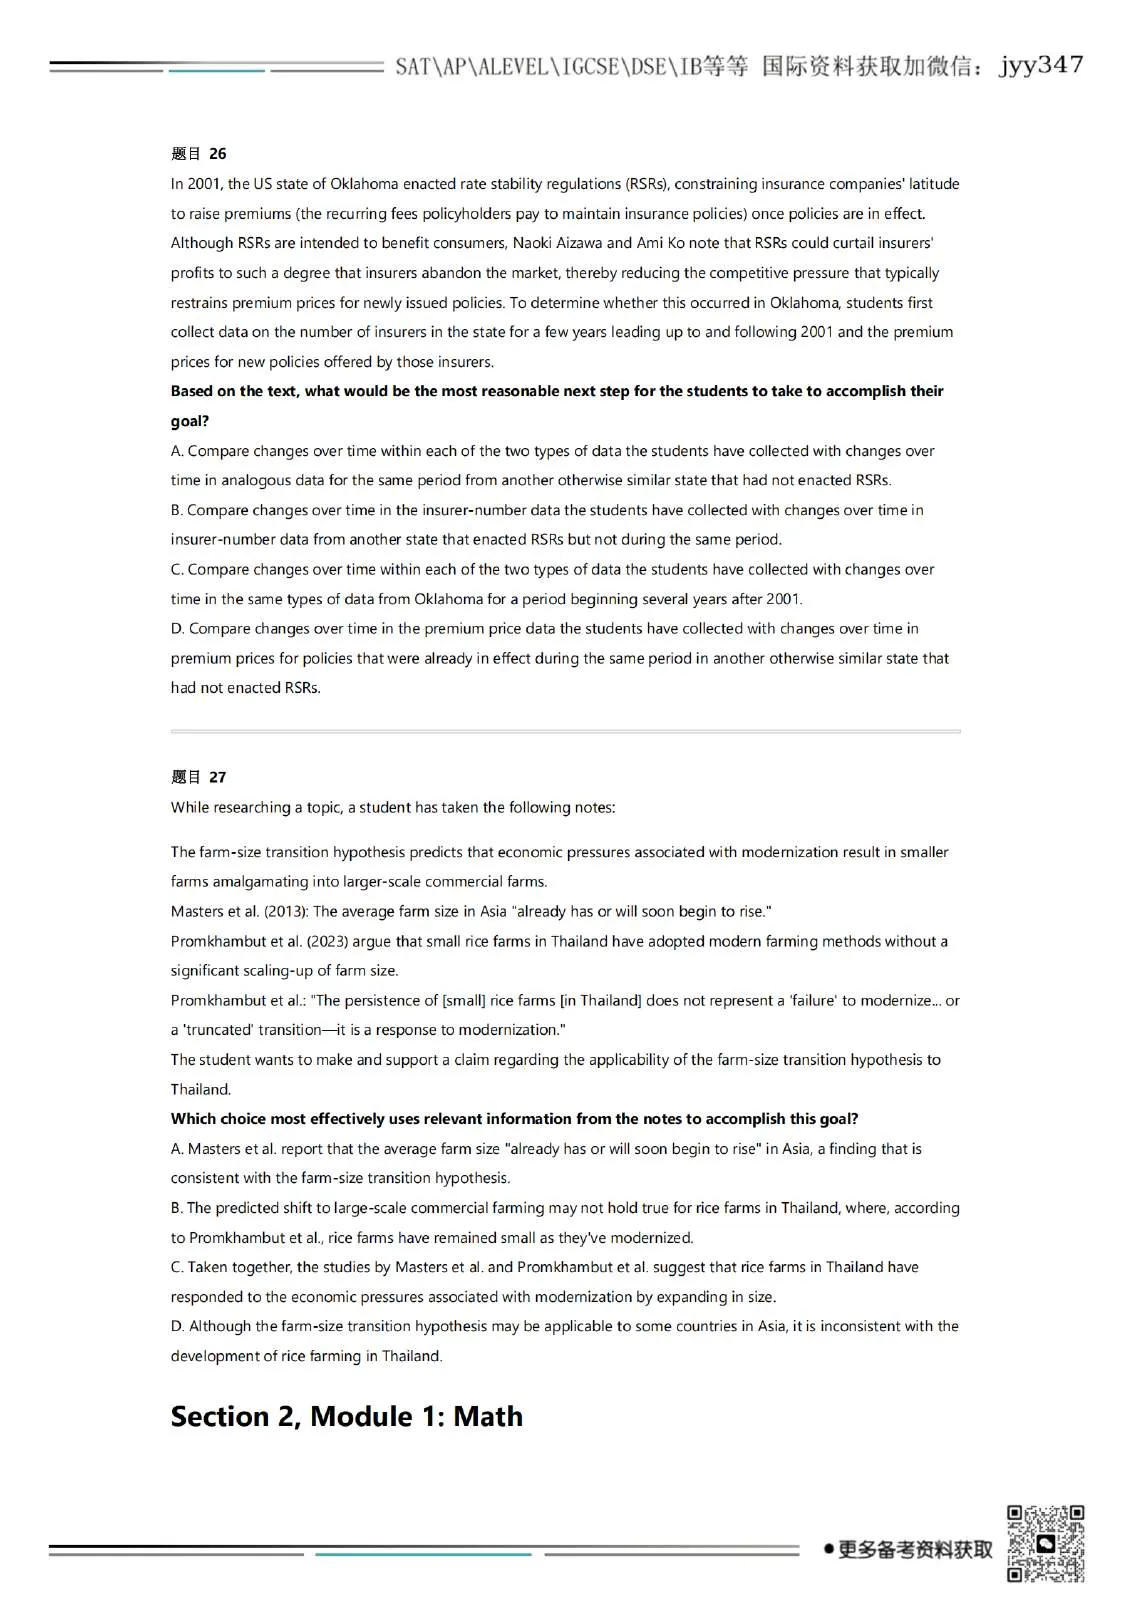 SAT\AP\ALEVEL\IGCSE\DSE\IB等等 国际资料获取加微信：jyy347
题目 26
In 2001, the US state of Oklahoma enacted rate stability regulations (RSRs), constraining insurance companies' latitude
to raise premiums (the recurring fees policyholders pay to maintain insurance policies) once policies are in effect.
Although RSRs are intended to benefit consumers, Naoki Aizawa and Ami Ko note that RSRs could curtail insurers'
profits to such a degree that insurers abandon the market, thereby reducing the competitive pressure that typically
restrains premium prices for newly issued policies. To determine whether this occurred in Oklahoma, students first
collect data on the number of insurers in the state for a few years leading up to and following 2001 and the premium
prices for new policies offered by those insurers.
Based on the text, what would be the most reasonable next step for the students to take to accomplish their
goal?
A. Compare changes over time within each of the two types of data the students have collected with changes over
time in analogous data for the same period from another otherwise similar state that had not enacted RSRs.
B. Compare changes over time in the insurer-number data the students have collected with changes over time in
insurer-number data from another state that enacted RSRs but not during the same period.
C. Compare changes over time within each of the two types of data the students have collected with changes over
time in the same types of data from Oklahoma for a period beginning several years after 2001.
D. Compare changes over time in the premium price data the students have collected with changes over time in
premium prices for policies that were already in effect during the same period in another otherwise similar state that
had not enacted RSRs.
题目 27
While researching a topic, a student has taken the following notes:
The farm-size transition hypothesis predicts that economic pressures associated with modernization result in smaller
farms amalgamating into larger-scale commercial farms.
Masters et al. (2013): The average farm size in Asia "already has or will soon begin to rise."
Promkhambut et al. (2023) argue that small rice farms in Thailand have adopted modern farming methods without a
significant scaling-up of farm size.
Promkhambut et al.: "The persistence of [small] rice farms [in Thailand] does not represent a 'failure' to modernize... or
a 'truncated' transition—it is a response to modernization."
The student wants to make and support a claim regarding the applicability of the farm-size transition hypothesis to
Thailand.
Which choice most effectively uses relevant information from the notes to accomplish this goal?
A. Masters et al. report that the average farm size "already has or will soon begin to rise" in Asia, a finding that is
consistent with the farm-size transition hypothesis.
B. The predicted shift to large-scale commercial farming may not hold true for rice farms in Thailand, where, according
to Promkhambut et al., rice farms have remained small as they've modernized.
C. Taken together, the studies by Masters et al. and Promkhambut et al. suggest that rice farms in Thailand have
responded to the economic pressures associated with modernization by expanding in size.
D. Although the farm-size transition hypothesis may be applicable to some countries in Asia, it is inconsistent with the
development of rice farming in Thailand.
Section 2, Module 1: Math
●更多备考资料获取